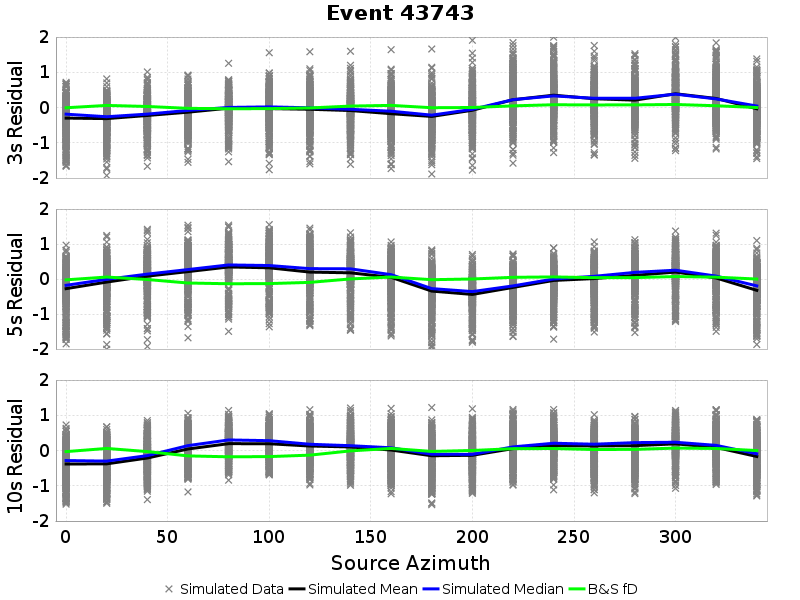 Event 43743
3s Residual
2
1
0
-1
-2
5s Residual
2
1
0
-1
-2
10s Residual
2
1
0
-1
-2
0 50 100 150 200 250 300
Source Azimuth
Simulated Data Simulated Mean Simulated Median B&S fD